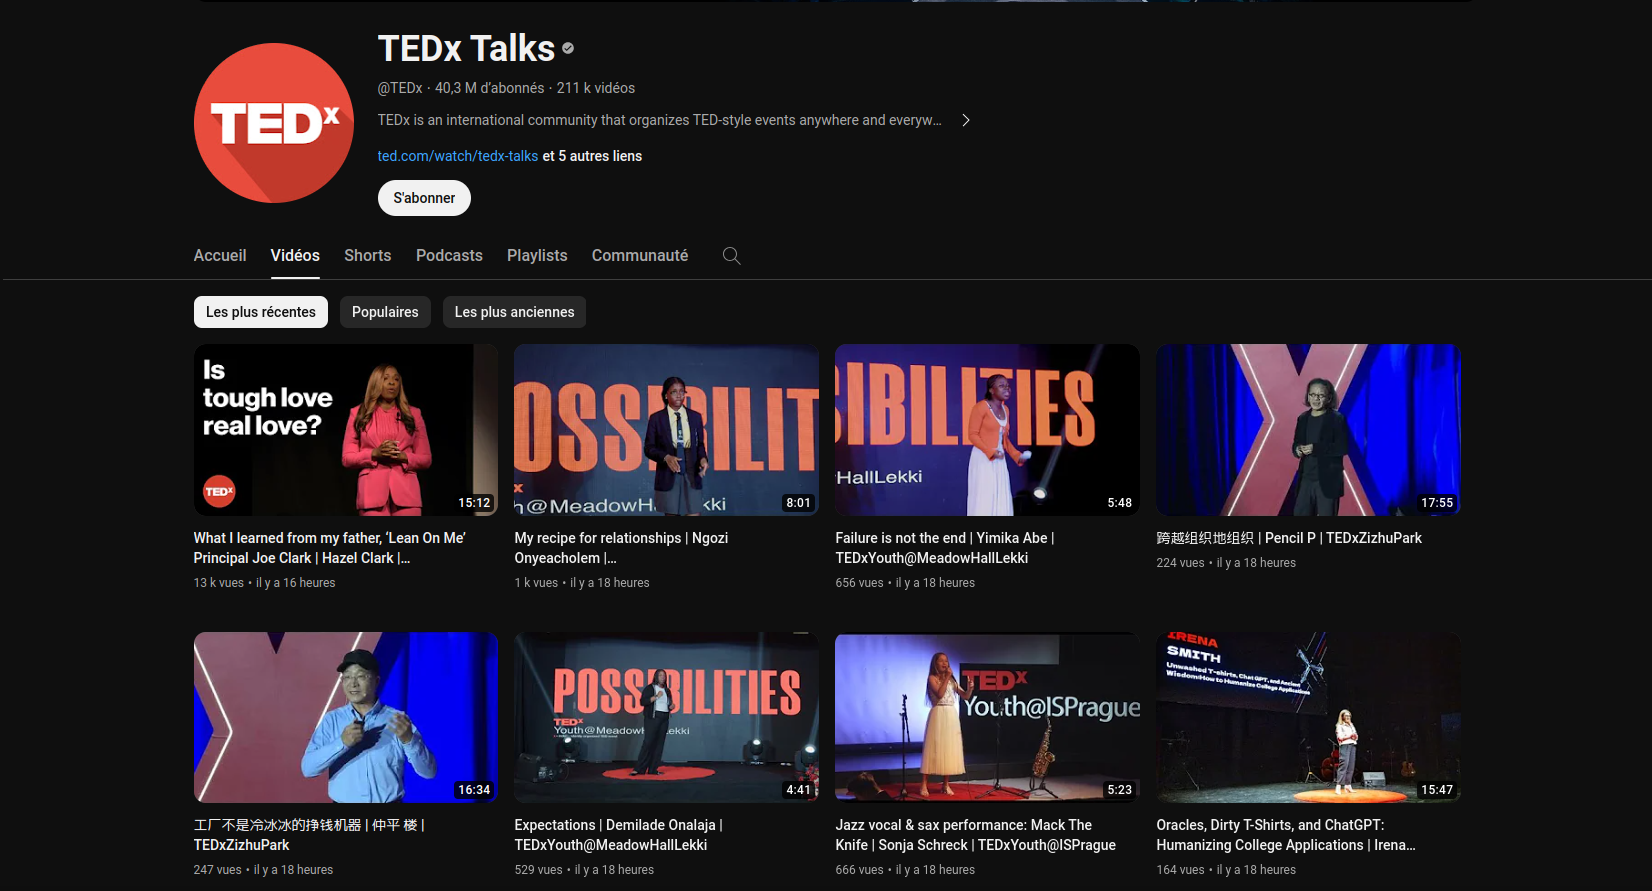 TEDx Talks
@TEDx · 40,3 M d'abonnés · 211 k vidéos
TEDx is an international community that organizes TED-style events anywhere and everyw...
ted.com/watch/tedx-talks et 5 autres liens
S'abonner
TEDx
Accueil
Vidéos
Shorts
Podcasts
Playlists
Communauté
Les plus récentes
Populaires
Les plus anciennes
Is
tough love
real love?
TEDx
15:12
What I learned from my father, ‘Lean On Me’
Principal Joe Clark | Hazel Clark |...
13 k vues • il y a 16 heures
OSSIBILIT
x
h@MeadowH kki
8:01
My recipe for relationships | Ngozi
Onyeacholem |...
1 k vues • il y a 18 heures
SIBILITIES
HallLekki
5:48
Failure is not the end | Yimika Abe |
TEDxYouth@MeadowHallLekki
656 vues • il y a 18 heures
17:55
跨越组织地组织 | Pencil P | TEDxZizhuPark
224 vues • il y a 18 heures
16:34
工厂不是冷冰冰的挣钱机器 | 仲平 楼 |
TEDxZizhuPark
247 vues • il y a 18 heures
POSSIBILITIES
TEDx
Youth@MeadowH ekki
4:41
Expectations | Demilade Onalaja |
TEDxYouth@MeadowHallLekki
529 vues • il y a 18 heures
TEDx
Youth@ISPrague
5:23
Jazz vocal & sax performance: Mack The
Knife | Sonja Schreck | TEDxYouth@ISPrague
666 vues • il y a 18 heures
IRENA
SMITH
Unwashed T-shirts, Chat GPT, and Ancient
Wisdom:How to Humanize College Applications
15:47
Oracles, Dirty T-Shirts, and ChatGPT:
Humanizing College Applications | Irena...
164 vues • il y a 18 heures